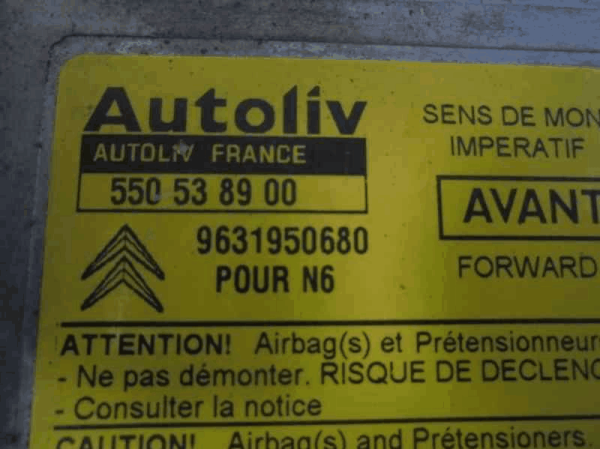 Autoliv
AUTOLIV FRANCE
550 53 89 00
9631950680
POUR N6
SENS DE MON
IMPERATIF
AVANT
FORWARD
ATTENTION! Airbag(s) et Prétensionneur
- Ne pas démonter. RISQUE DE DECLENC
- Consulter la notice
CAUTION! Airbag(s) and Prétensioners.